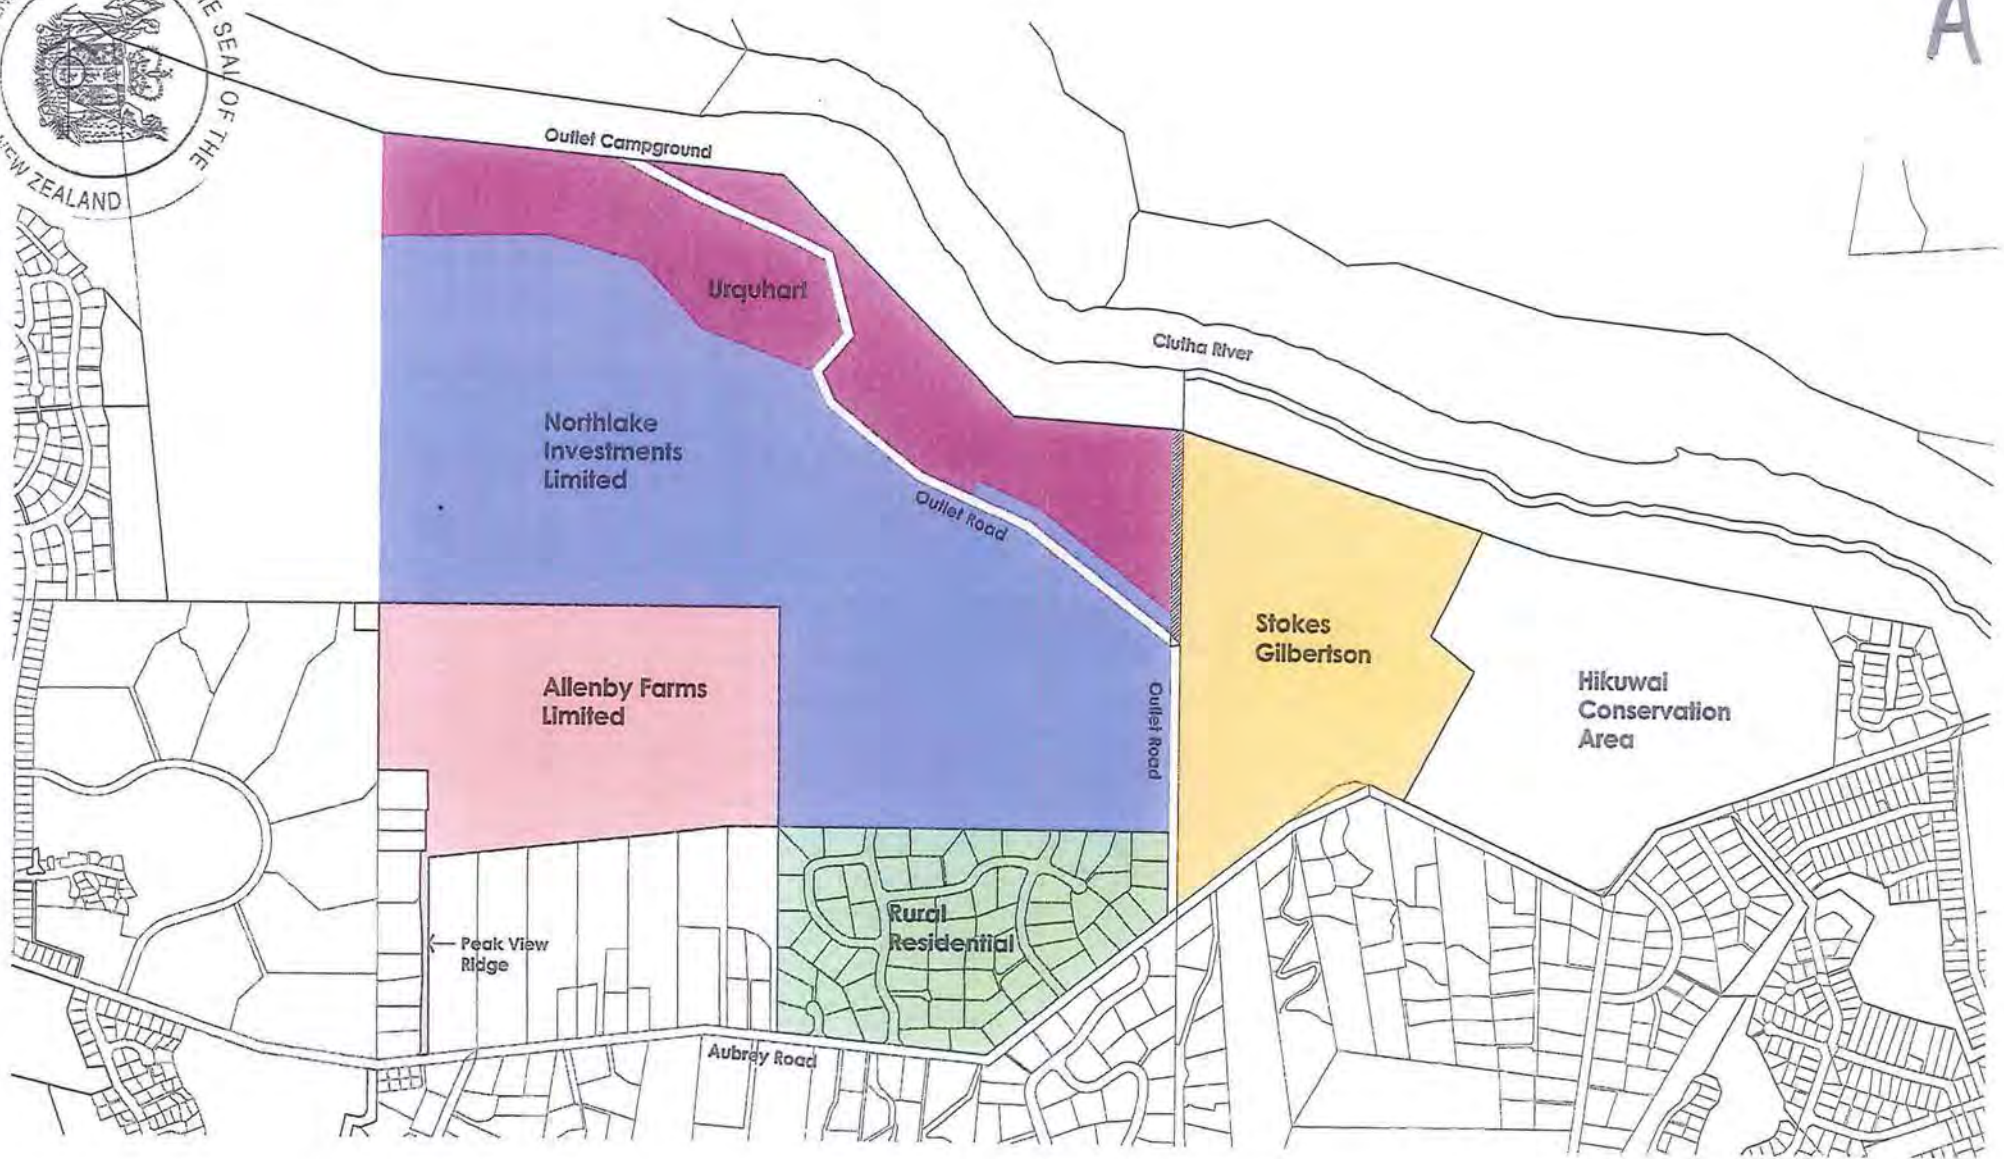 A
SEAL OF THE
NEW ZEALAND
Outlet Campground
Urquhart
Clutha River
Northlake
Investments
Limited
Outlet Road
Stokes
Gilbertson
Allenby Farms
Limited
Outlet Road
Hikuwai
Conservation
Area
Rural
Residential
Peak View
Ridge
Aubrey Road